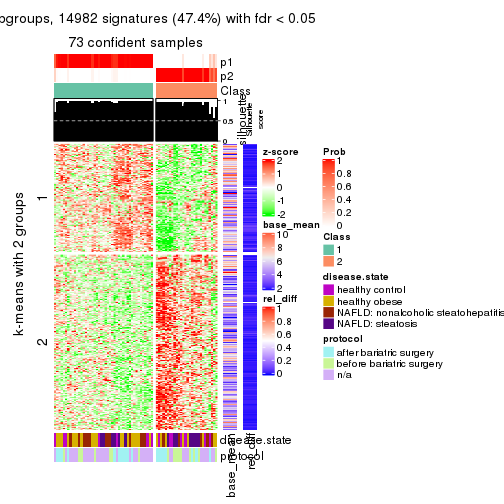 ogroups, 14982 signatures (47.4%) with fdr < 0.05
73 confident samples
p1
p2
Class
1
0.5
0
silhouette
Silhouette score
k-means with 2 groups
1
2
z-score
2
1
0
-1
-2
base_mean
10
8
6
4
2
rel_diff
1
0.8
0.6
0.4
0.2
0
Prob
1
0.8
0.6
0.4
0.2
0
Class
1
2
disease.state
healthy control
healthy obese
NAFLD: nonalcoholic steatohepatitis
NAFLD: steatosis
protocol
after bariatric surgery
before bariatric surgery
n/a
disease.state
protocol
base_mean
rel_diff